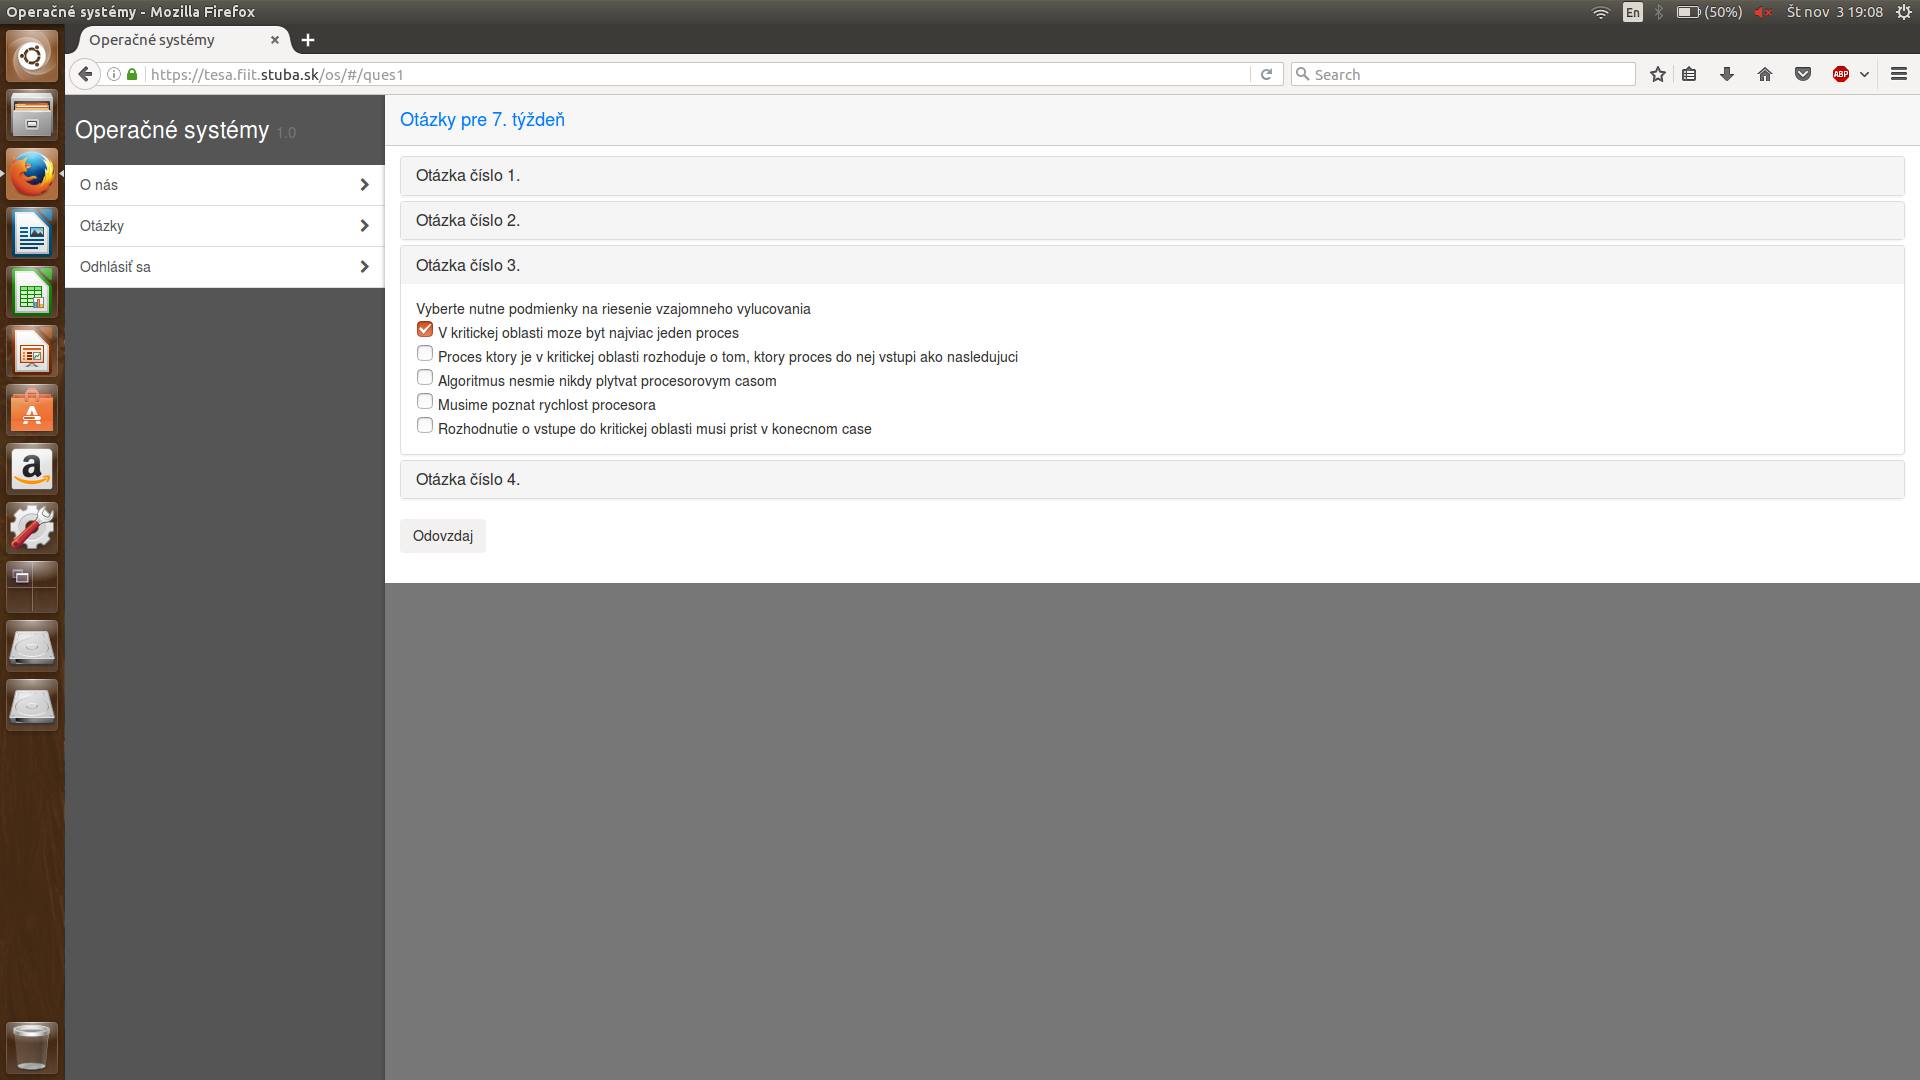 Operačné systémy - Mozilla Firefox
En
(50%)
Št nov 3 19:08
Operačné systémy
https://tesa.fiit.stuba.sk/os/#/ques1
Search
ABP
Operačné systémy 1.0
O nás
Otázky
Odhlásiť sa
Otázky pre 7. týždeň
Otázka číslo 1.
Otázka číslo 2.
Otázka číslo 3.
Vyberte nutne podmienky na riesenie vzajomneho vylucovania
V kritickej oblasti moze byt najviac jeden proces
Proces ktory je v kritickej oblasti rozhoduje o tom, ktory proces do nej vstupi ako nasledujuci
Algoritmus nesmie nikdy plytvat procesorovym casom
Musime poznat rychlost procesora
Rozhodnutie o vstupe do kritickej oblasti musi prist v konecnom case
Otázka číslo 4.
Odovzdaj